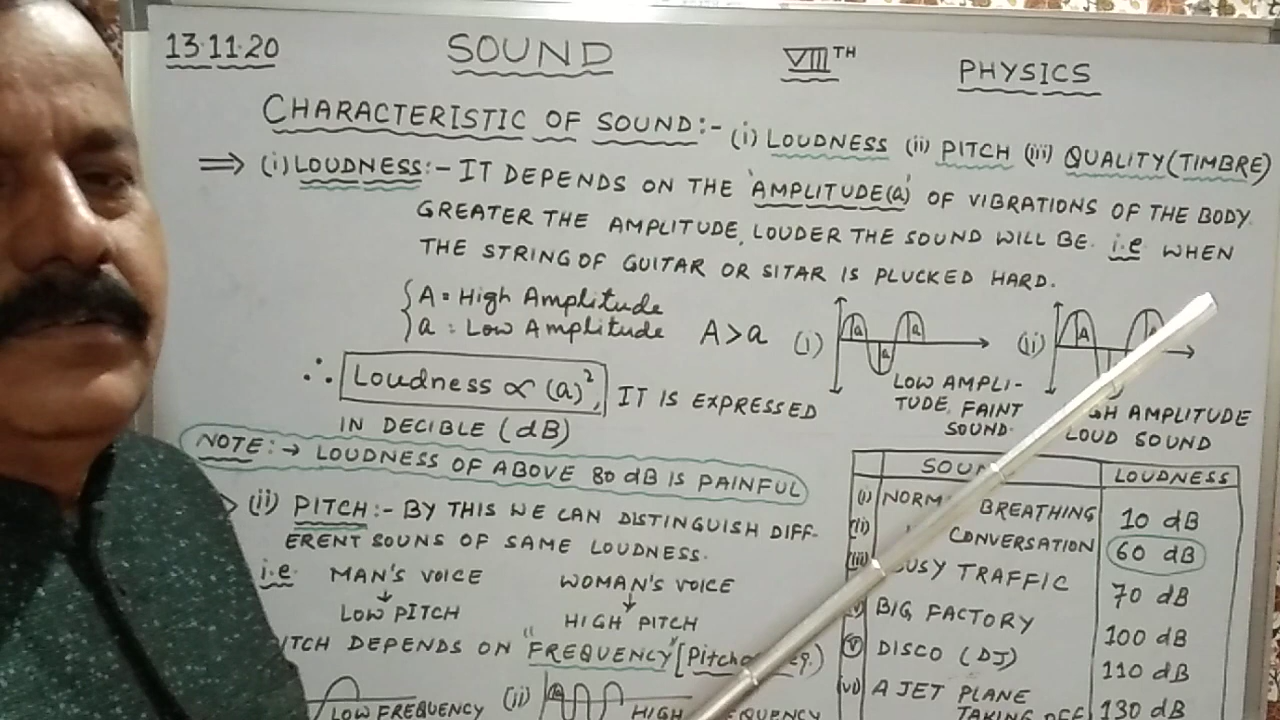 13.11.20 SOUND VIIITH PHYSICS
CHARACTERISTIC OF SOUND:- (i) LOUDNESS (ii) PITCH (iii) QUALITY (TIMBRE)
⇒ (i) LOUDNESS:- IT DEPENDS ON THE 'AMPLITUDE(a)' OF VIBRATIONS OF THE BODY.
GREATER THE AMPLITUDE, LOUDER THE SOUND WILL BE. i.e WHEN
THE STRING OF GUITAR OR SITAR IS PLUCKED HARD.
A = High Amplitude
a = Low Amplitude A > a (i) a a a (ii) A
LOW AMPLI-
TUDE, FAINT
SOUND.
AMPLITUDE
LOUD SOUND
∴ Loudness ∝ (a)², IT IS EXPRESSED
IN DECIBLE (dB)
NOTE:→ LOUDNESS OF ABOVE 80 dB IS PAINFUL
(ii) PITCH:- BY THIS WE CAN DISTINGUISH DIFF-
ERENT SOUNS OF SAME LOUDNESS.
i.e. MAN'S VOICE WOMAN'S VOICE
↓ ↓
LOW PITCH HIGH PITCH
DEPENDS ON "FREQUENCY"
LOW FREQUENCY (ii) HIGH
LOUDNESS
(i) BREATHING 10 dB
(ii) CONVERSATION 60 dB
(iii) TRAFFIC 70 dB
BIG FACTORY 100 dB
(v) DISCO (DJ) 110 dB
(vi) A JET PLANE
TAKING OFF 130 dB